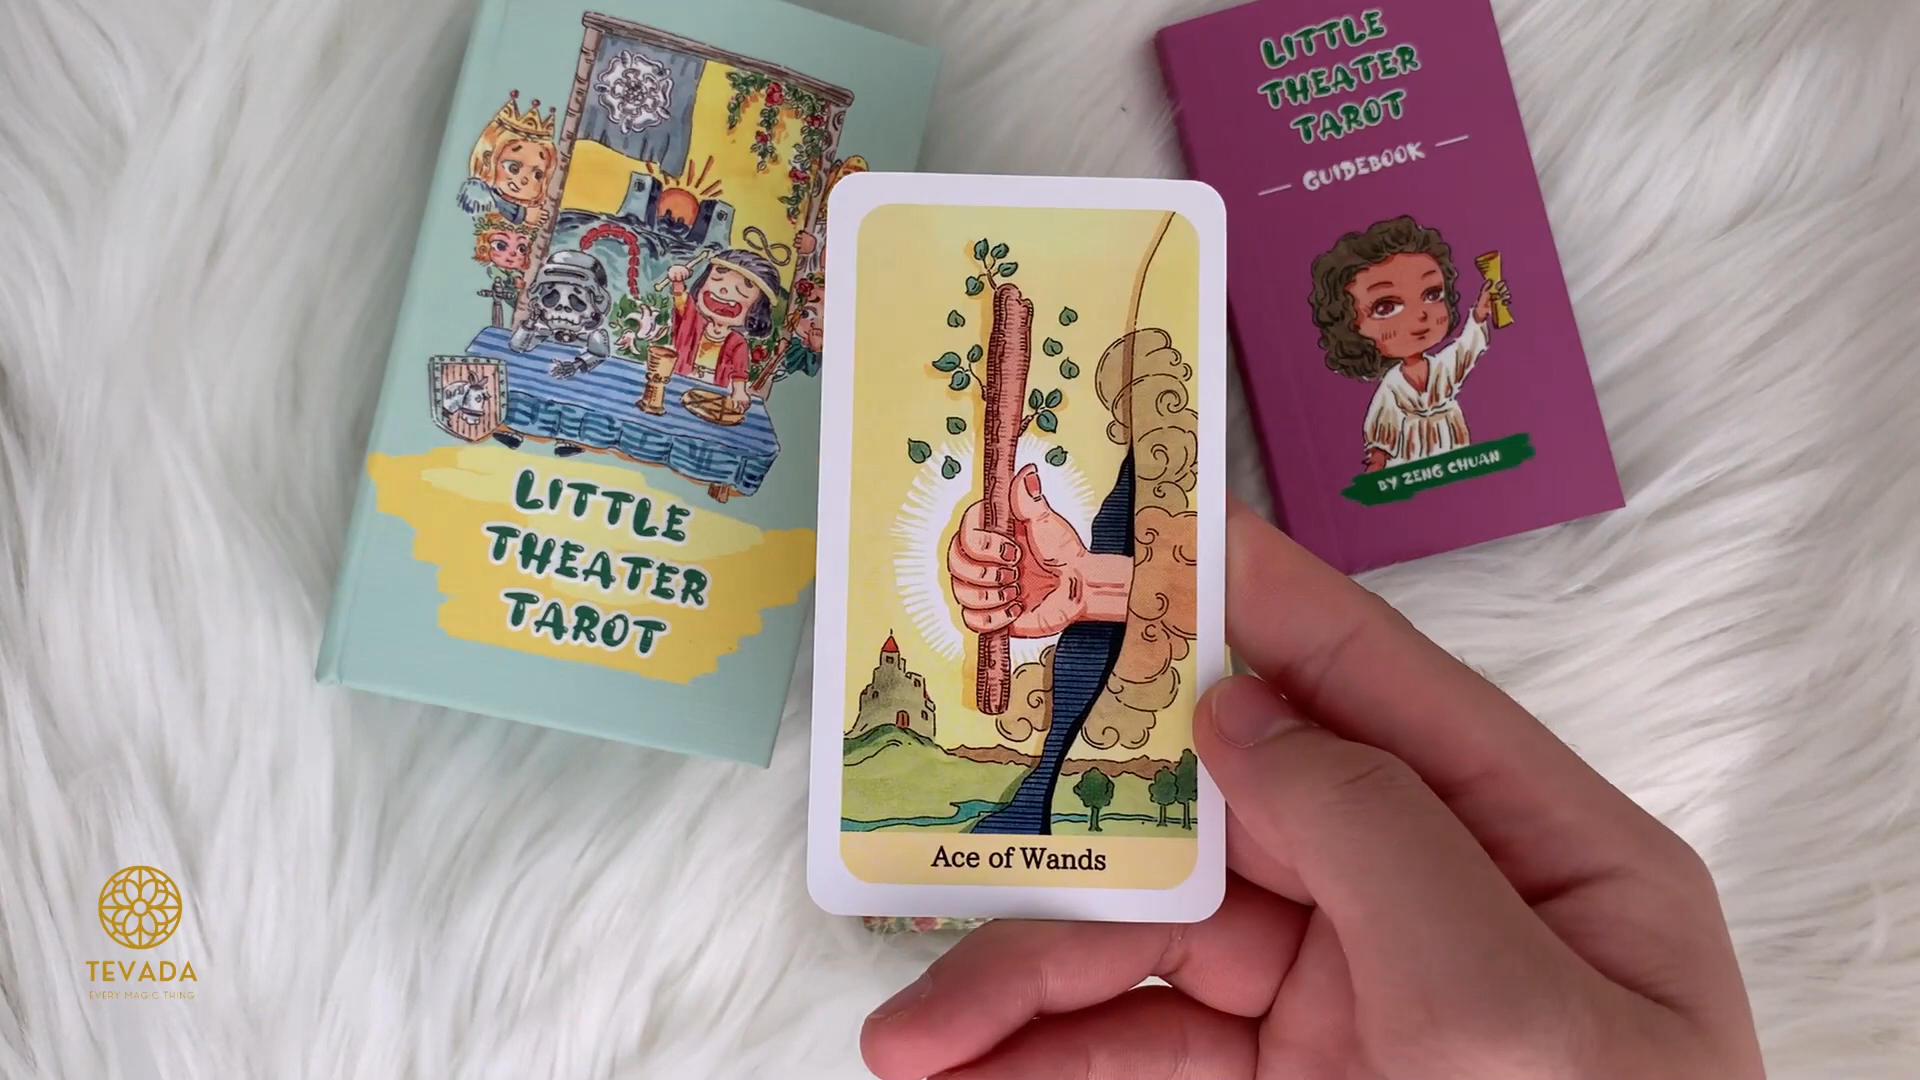 LITTLE
THEATER
TAROT
LITTLE
THEATER
TAROT
GUIDEBOOK
BY ZENG CHUAN
Ace of Wands
TEVADA
EVERY MAGIC THING